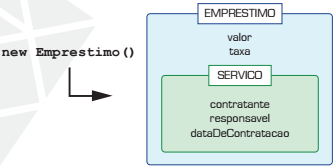 EMPRESTIMO
valor
taxa
new Emprestimo()
SERVICO
contratante
responsavel
dataDeContratacao